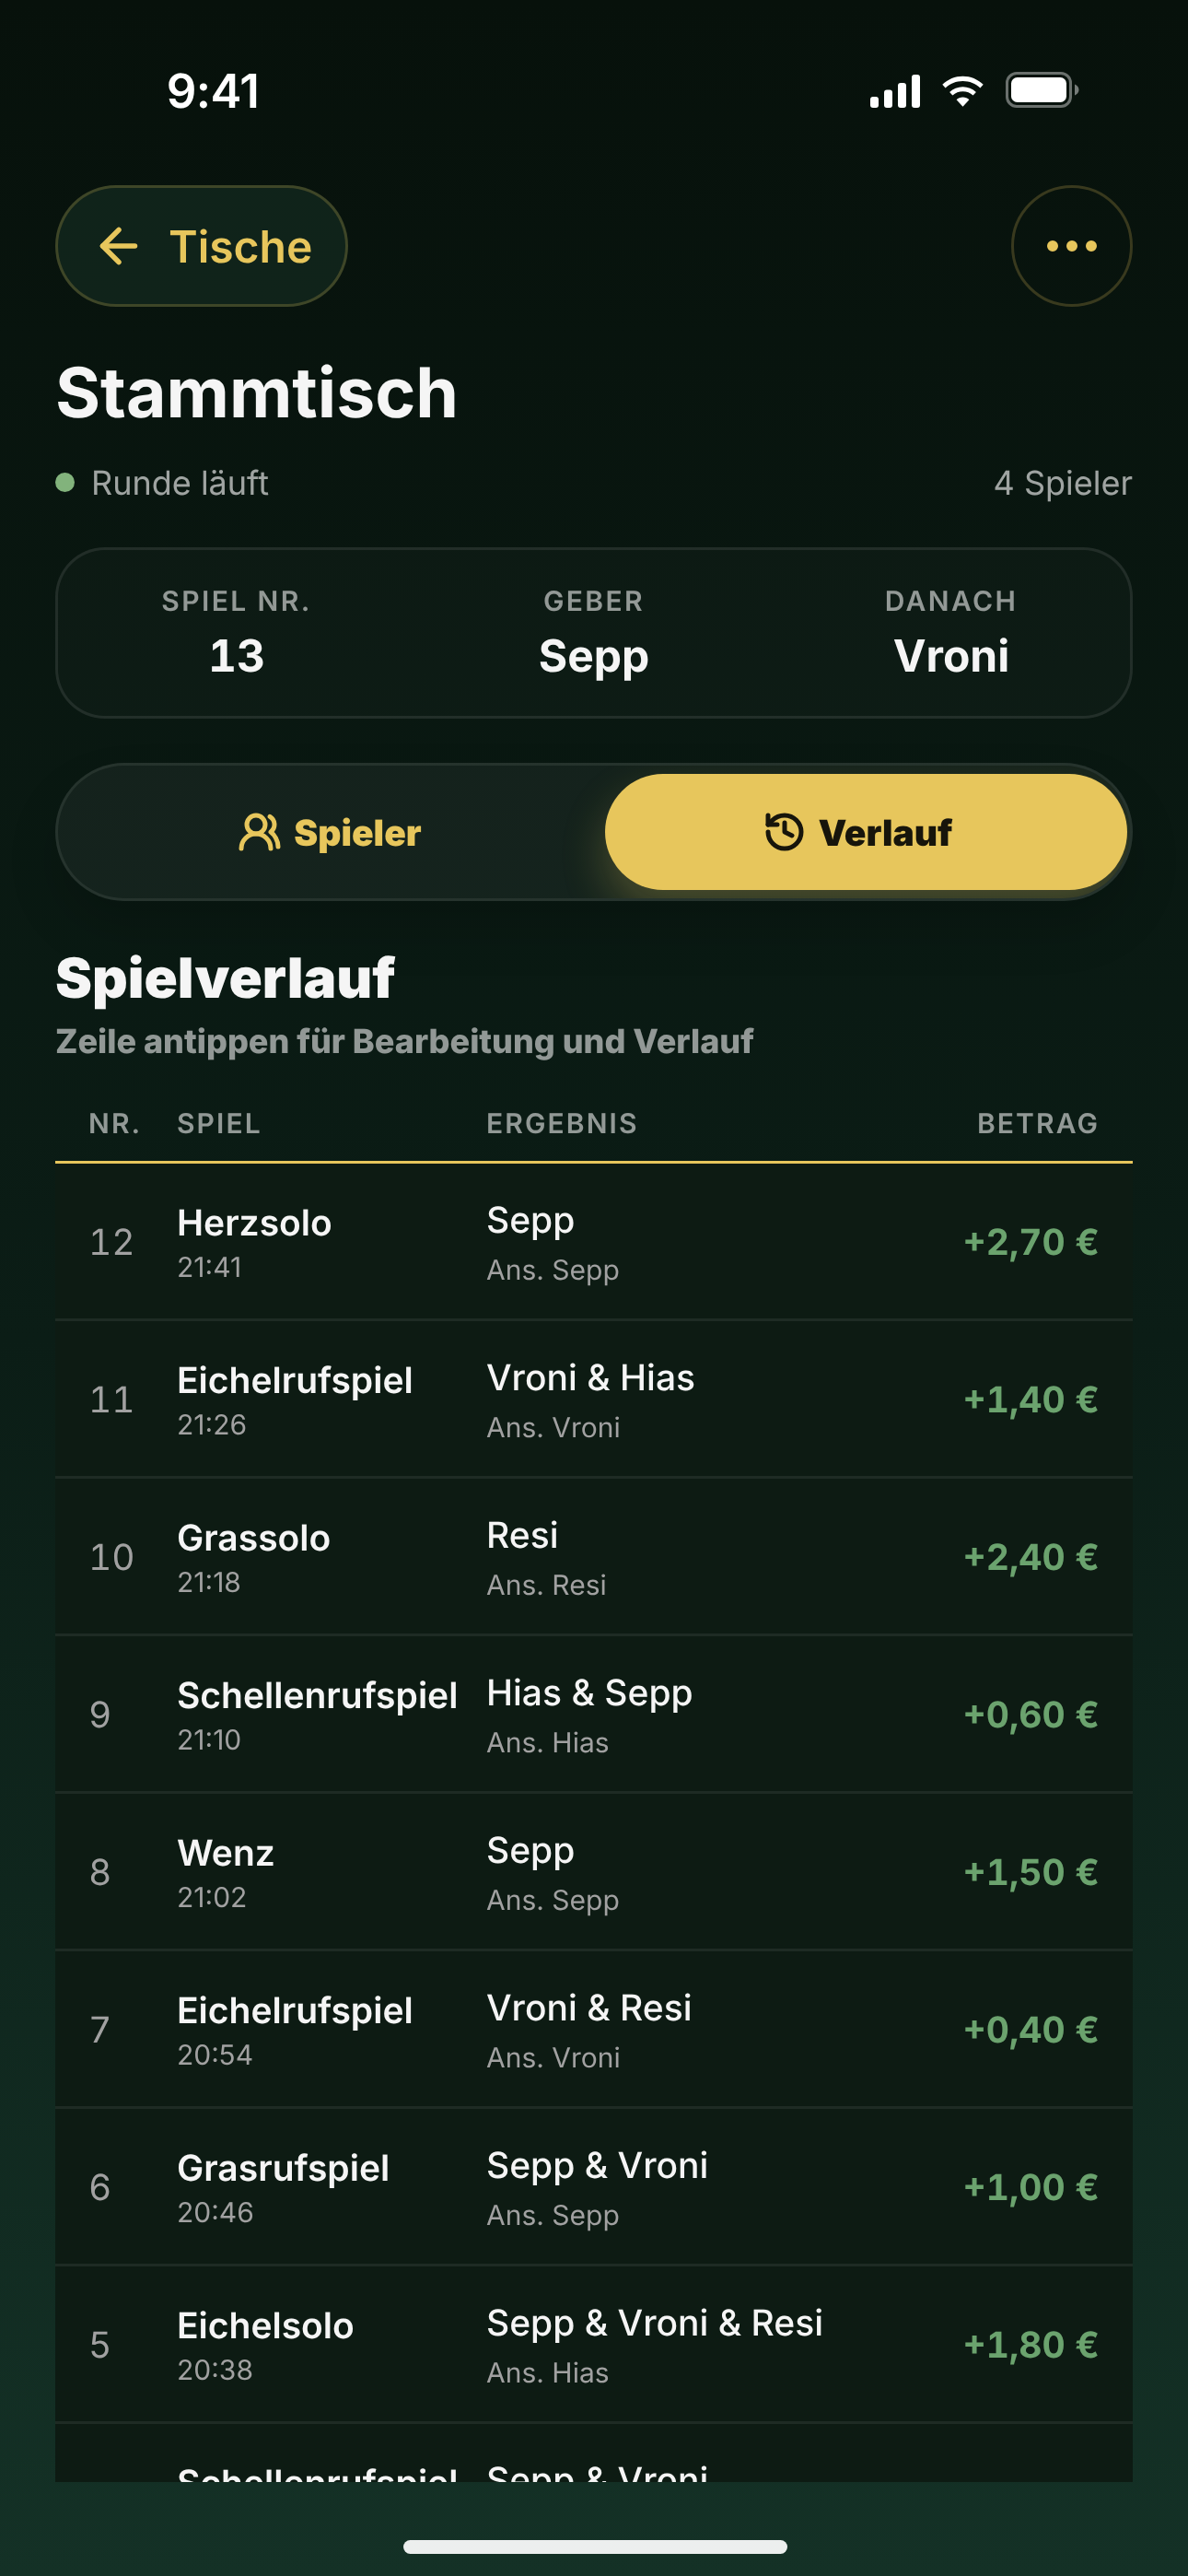 9:41
Tische
Stammtisch
Runde läuft 4 Spieler
SPIEL NR. GEBER DANACH
13 Sepp Vroni
Spieler Verlauf
Spielverlauf
Zeile antippen für Bearbeitung und Verlauf
NR. SPIEL ERGEBNIS BETRAG
12 Herzsolo Sepp +2,70 €
21:41 Ans. Sepp
11 Eichelrufspiel Vroni & Hias +1,40 €
21:26 Ans. Vroni
10 Grassolo Resi +2,40 €
21:18 Ans. Resi
9 Schellenrufspiel Hias & Sepp +0,60 €
21:10 Ans. Hias
8 Wenz Sepp +1,50 €
21:02 Ans. Sepp
7 Eichelrufspiel Vroni & Resi +0,40 €
20:54 Ans. Vroni
6 Grasrufspiel Sepp & Vroni +1,00 €
20:46 Ans. Sepp
5 Eichelsolo Sepp & Vroni & Resi +1,80 €
20:38 Ans. Hias
Schellenrufspiel Sepp & Vroni